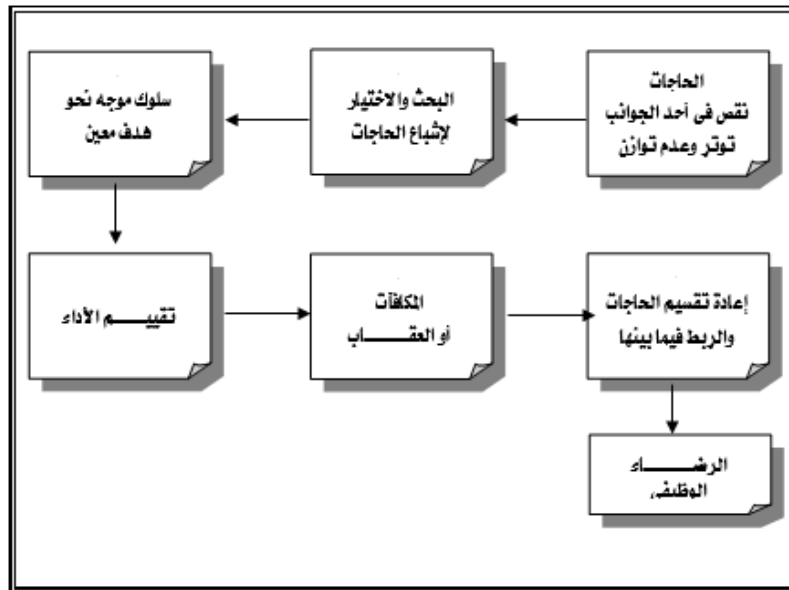 الحاجات
نقص فى أحد الجوانب
توتر وعدم توازن
البحث والاختيار
لإشباع الحاجات
سلوك موجه نحو
هدف معين
تقييـــــم الأداء
المكافآت
أو العقـــــاب
إعادة تقسيم الحاجات
والربط فيما بينها
الرضـــــاء
الوظيفى